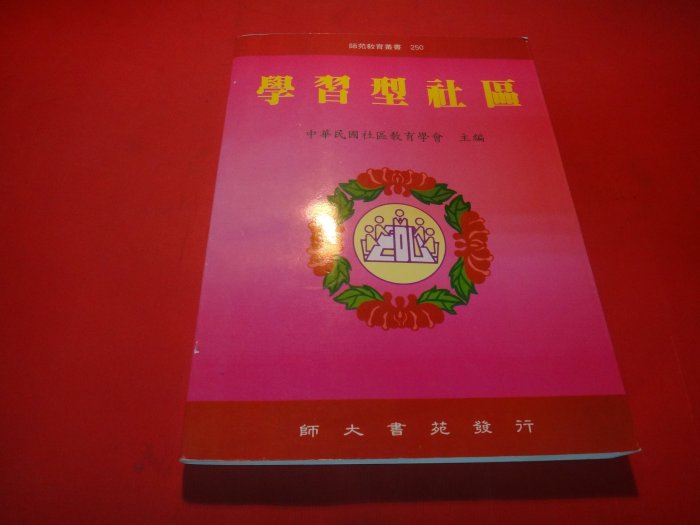 師苑教育叢書 250
學習型社區
中華民國社區教育學會 主編
師大書苑發行